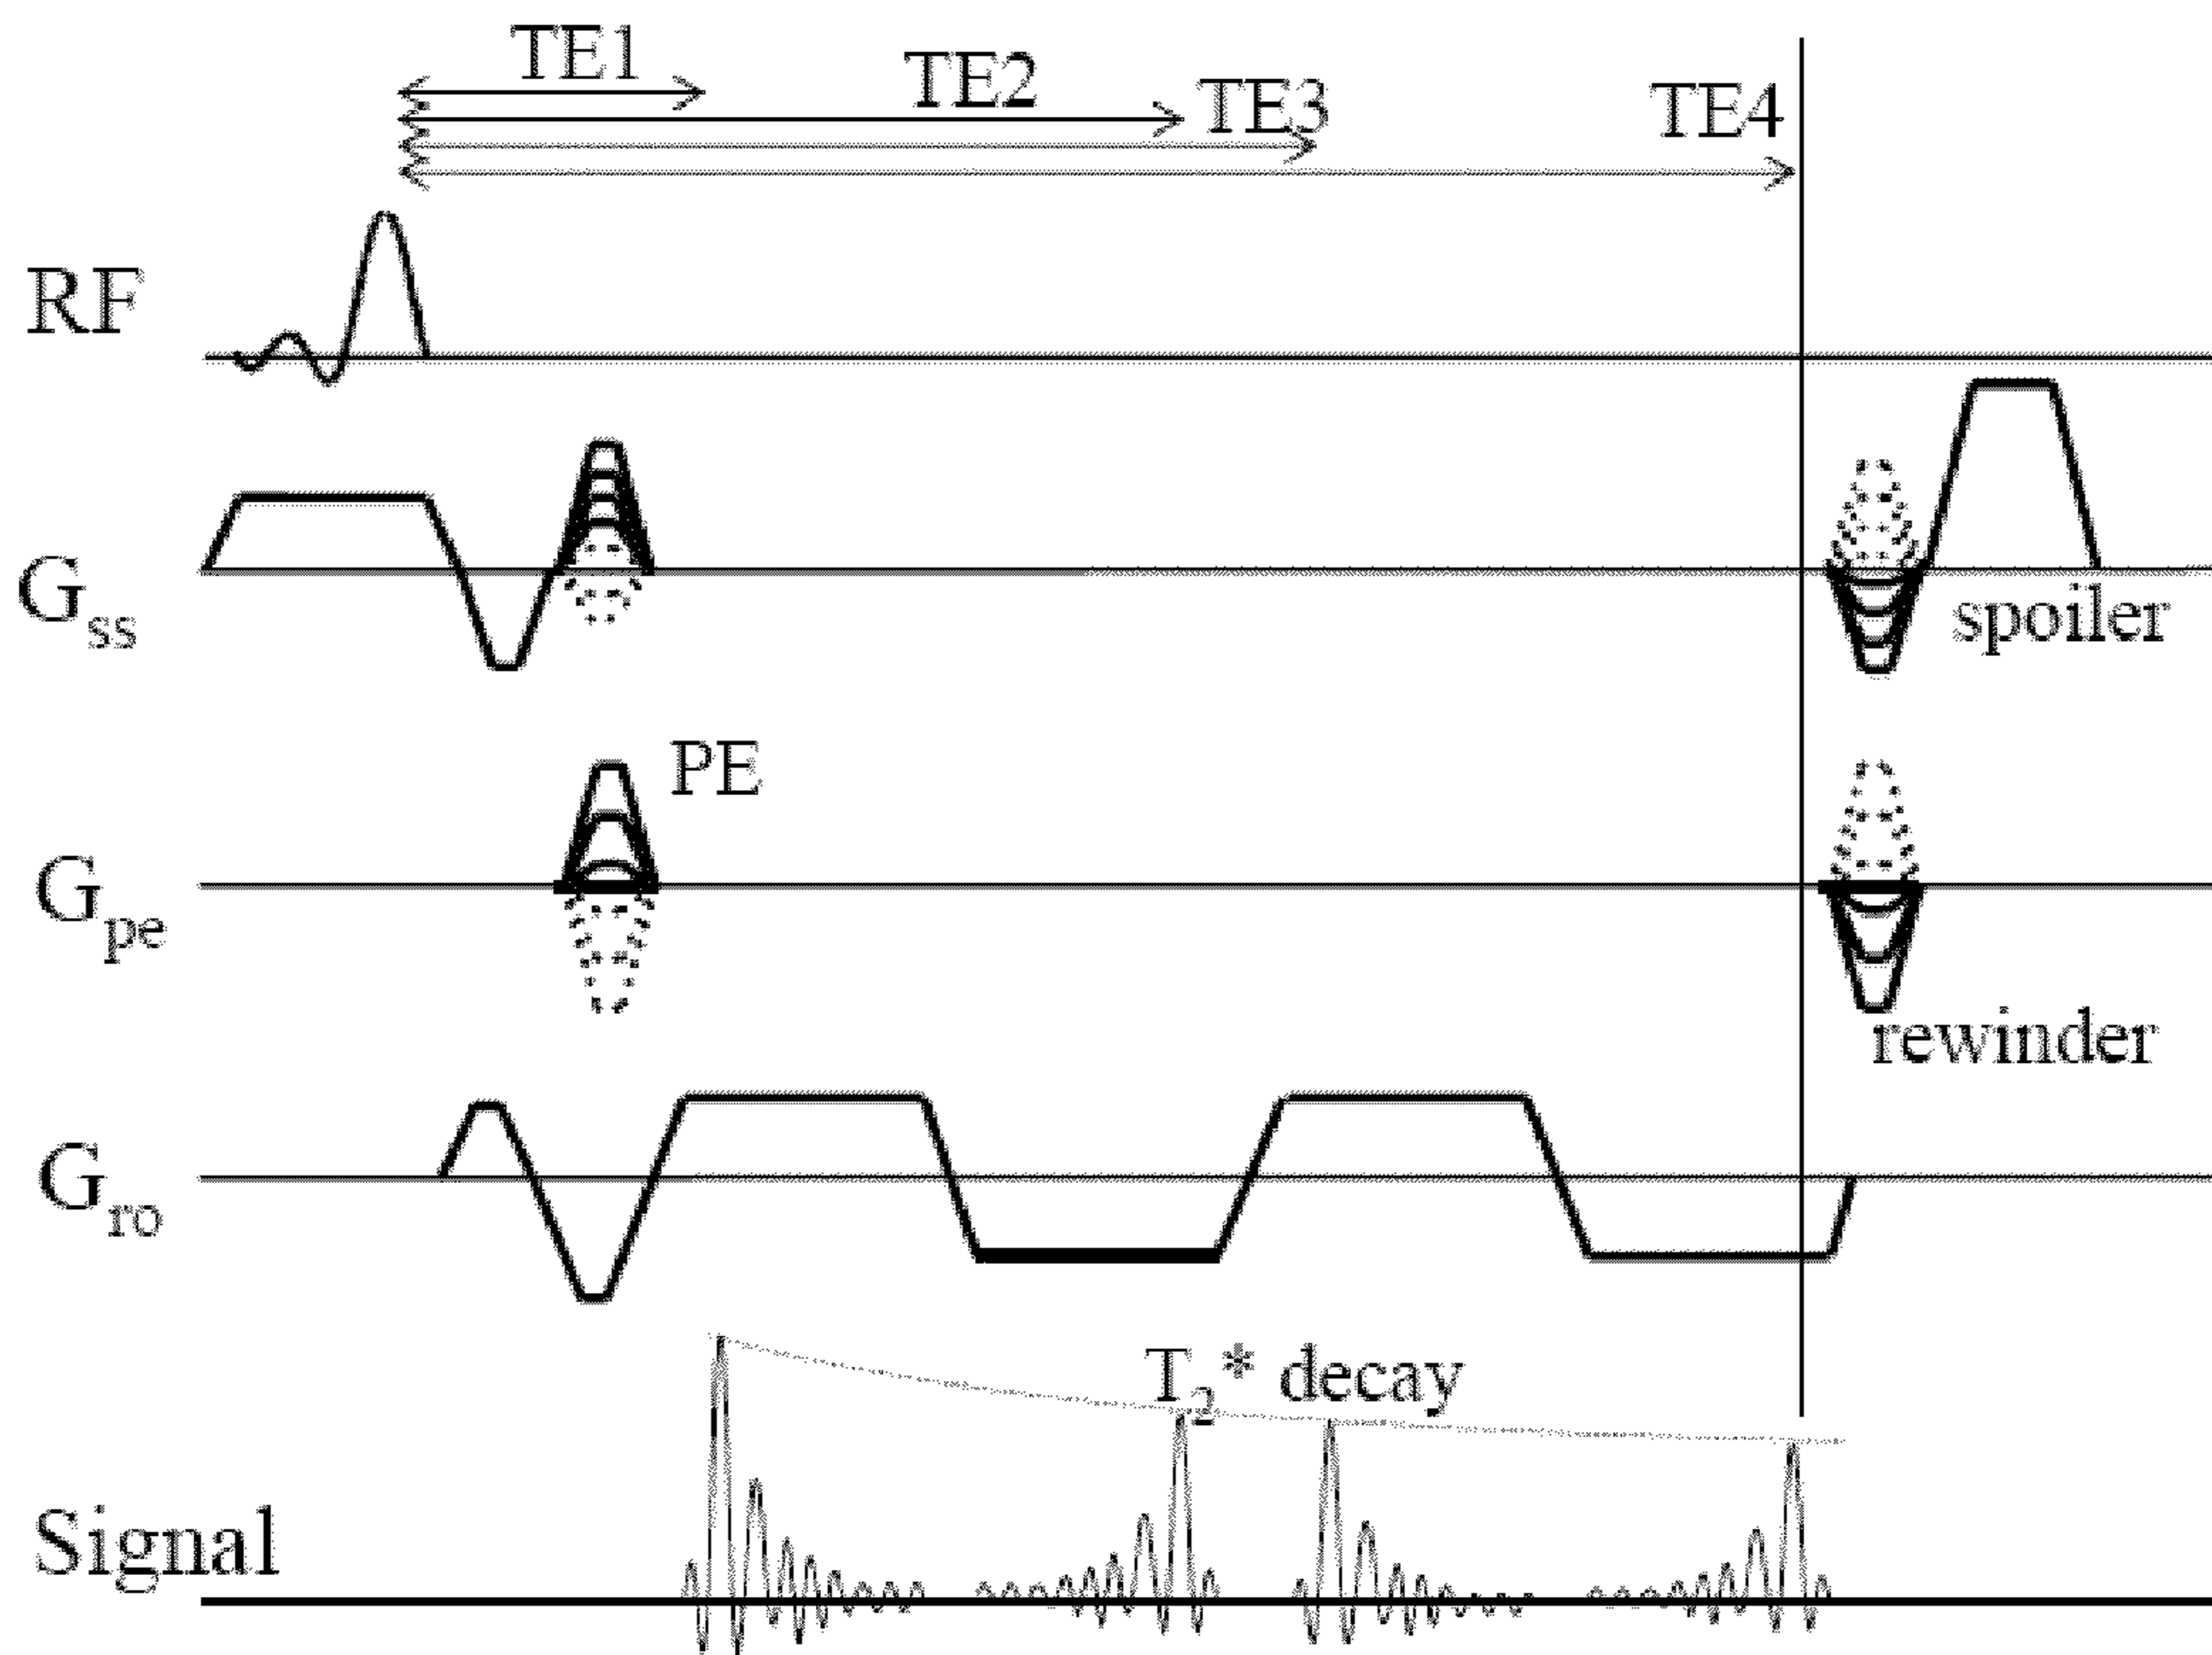 TE1
TE2
TE3
TE4
RF
Gss
spoiler
PE
Gpe
rewinder
Gro
T2* decay
Signal